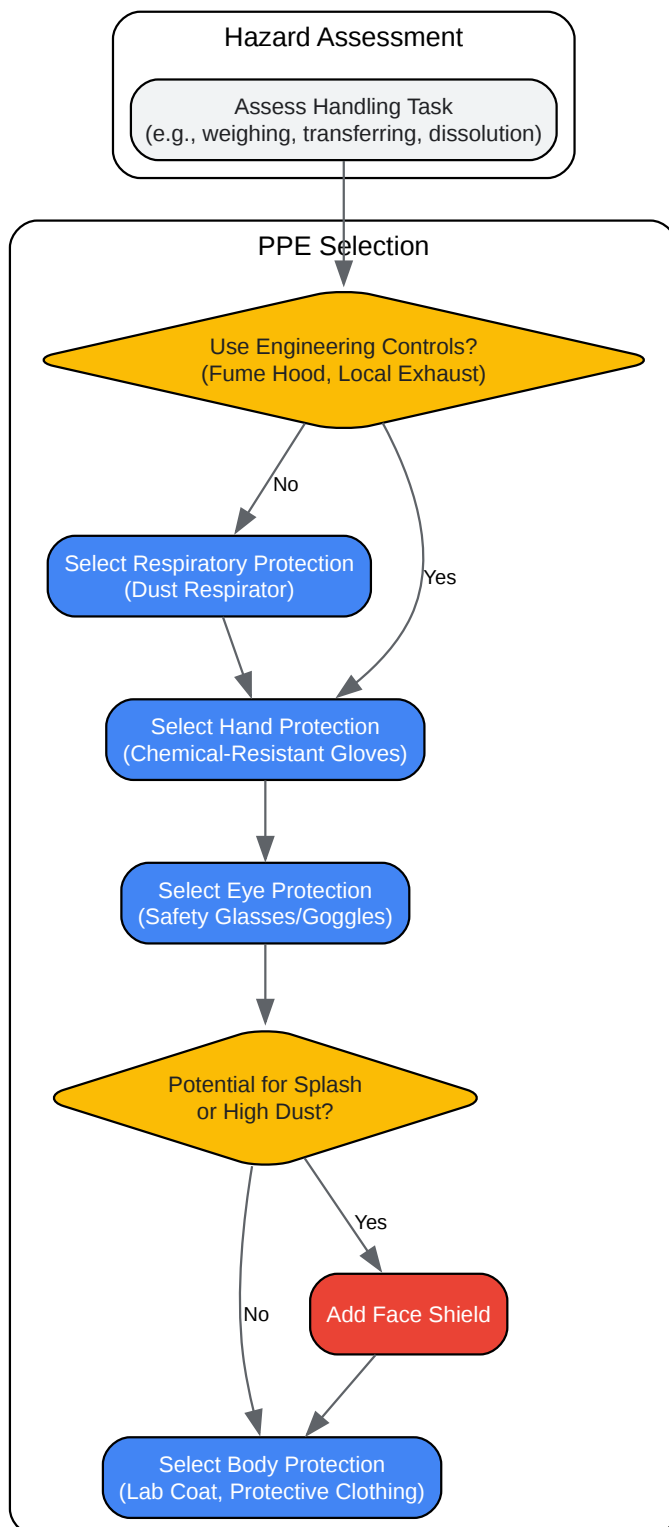 Hazard Assessment
Assess Handling Task
(e.g., weighing, transferring, dissolution)
PPE Selection
Use Engineering Controls?
(Fume Hood, Local Exhaust)
No
Yes
Select Respiratory Protection
(Dust Respirator)
Select Hand Protection
(Chemical-Resistant Gloves)
Select Eye Protection
(Safety Glasses/Goggles)
Potential for Splash
or High Dust?
Yes
No
Add Face Shield
Select Body Protection
(Lab Coat, Protective Clothing)